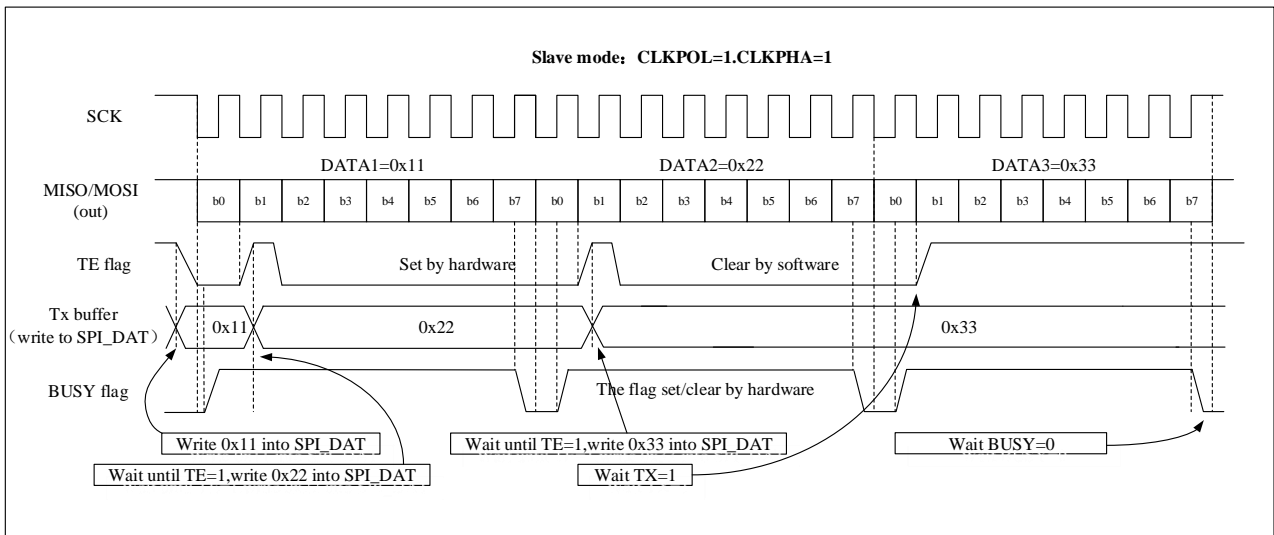 Slave mode：CLKPOL=1.CLKPHA=1
SCK
DATA1=0x11 DATA2=0x22 DATA3=0x33
MISO/MOSI
(out)
b0 b1 b2 b3 b4 b5 b6 b7 b0 b1 b2 b3 b4 b5 b6 b7 b0 b1 b2 b3 b4 b5 b6 b7
TE flag Set by hardware Clear by software
Tx buffer
（write to SPI_DAT）
0x11 0x22 0x33
BUSY flag The flag set/clear by hardware
Write 0x11 into SPI_DAT Wait until TE=1,write 0x33 into SPI_DAT Wait BUSY=0
Wait until TE=1,write 0x22 into SPI_DAT Wait TX=1